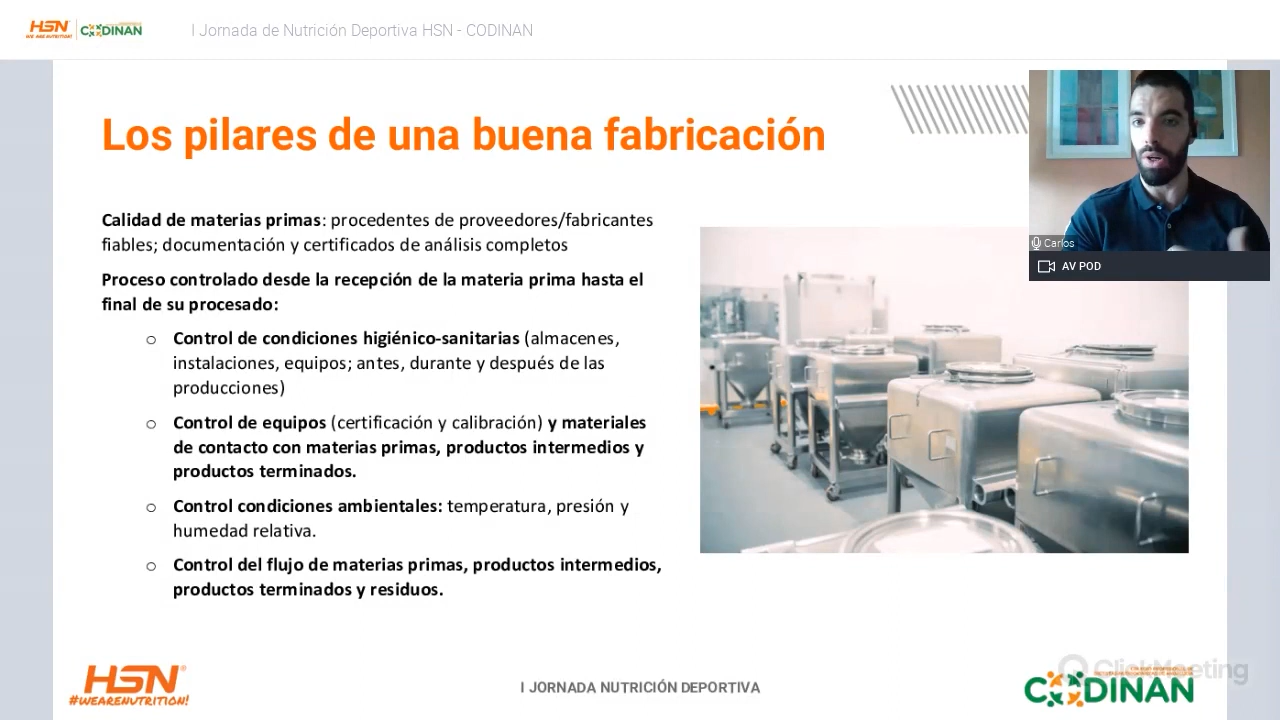 HSN
WE ARE NUTRITION!
CODINAN
I Jornada de Nutrición Deportiva HSN - CODINAN
Los pilares de una buena fabricación
Carlos
AV POD
Calidad de materias primas: procedentes de proveedores/fabricantes
fiables; documentación y certificados de análisis completos
Proceso controlado desde la recepción de la materia prima hasta el
final de su procesado:
o Control de condiciones higiénico-sanitarias (almacenes,
instalaciones, equipos; antes, durante y después de las
producciones)
o Control de equipos (certificación y calibración) y materiales
de contacto con materias primas, productos intermedios y
productos terminados.
o Control condiciones ambientales: temperatura, presión y
humedad relativa.
o Control del flujo de materias primas, productos intermedios,
productos terminados y residuos.
HSN®
#WEARENUTRITION!
I JORNADA NUTRICIÓN DEPORTIVA
ClickMeeting
CODINAN